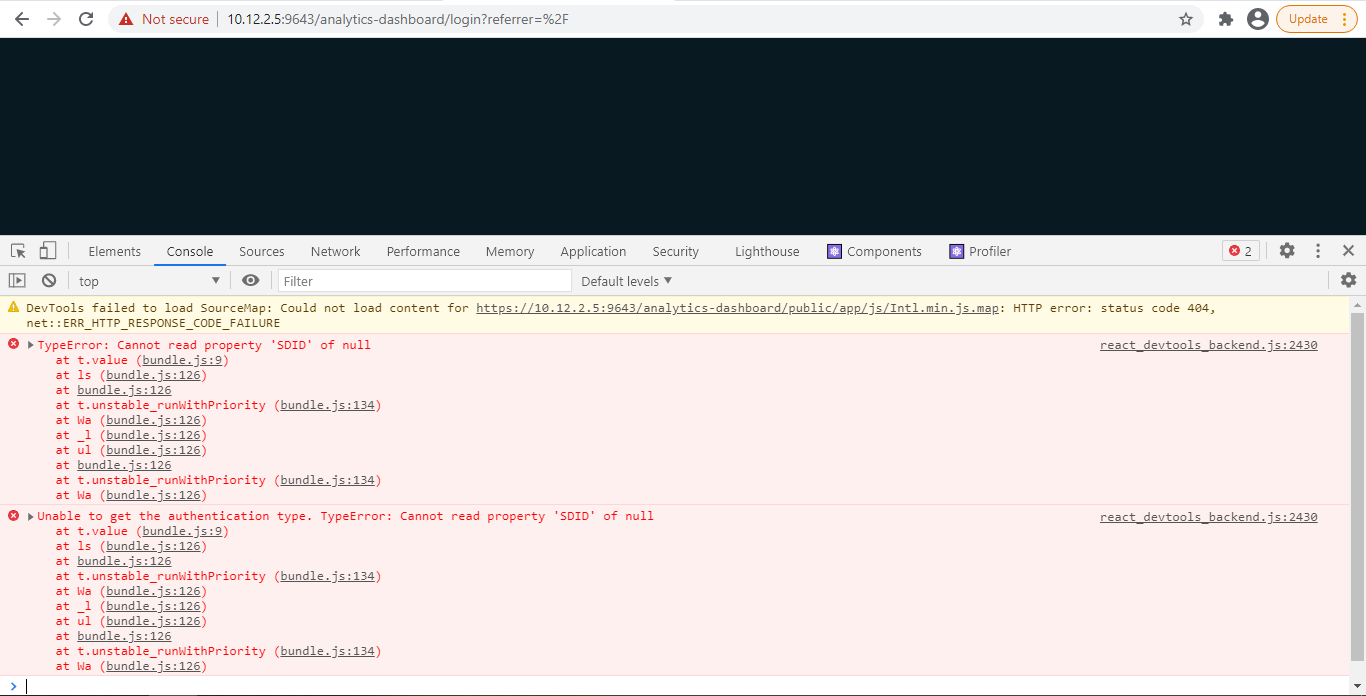 Not secure 10.12.2.5:9643/analytics-dashboard/login?referrer=%2F Update
Elements Console Sources Network Performance Memory Application Security Lighthouse Components Profiler 2
top Filter Default levels
DevTools failed to load SourceMap: Could not load content for https://10.12.2.5:9643/analytics-dashboard/public/app/js/Intl.min.js.map: HTTP error: status code 404,
net::ERR_HTTP_RESPONSE_CODE_FAILURE
TypeError: Cannot read property 'SDID' of null react_devtools_backend.js:2430
at t.value (bundle.js:9)
at ls (bundle.js:126)
at bundle.js:126
at t.unstable_runWithPriority (bundle.js:134)
at Wa (bundle.js:126)
at _l (bundle.js:126)
at ul (bundle.js:126)
at bundle.js:126
at t.unstable_runWithPriority (bundle.js:134)
at Wa (bundle.js:126)
Unable to get the authentication type. TypeError: Cannot read property 'SDID' of null react_devtools_backend.js:2430
at t.value (bundle.js:9)
at ls (bundle.js:126)
at bundle.js:126
at t.unstable_runWithPriority (bundle.js:134)
at Wa (bundle.js:126)
at _l (bundle.js:126)
at ul (bundle.js:126)
at bundle.js:126
at t.unstable_runWithPriority (bundle.js:134)
at Wa (bundle.js:126)